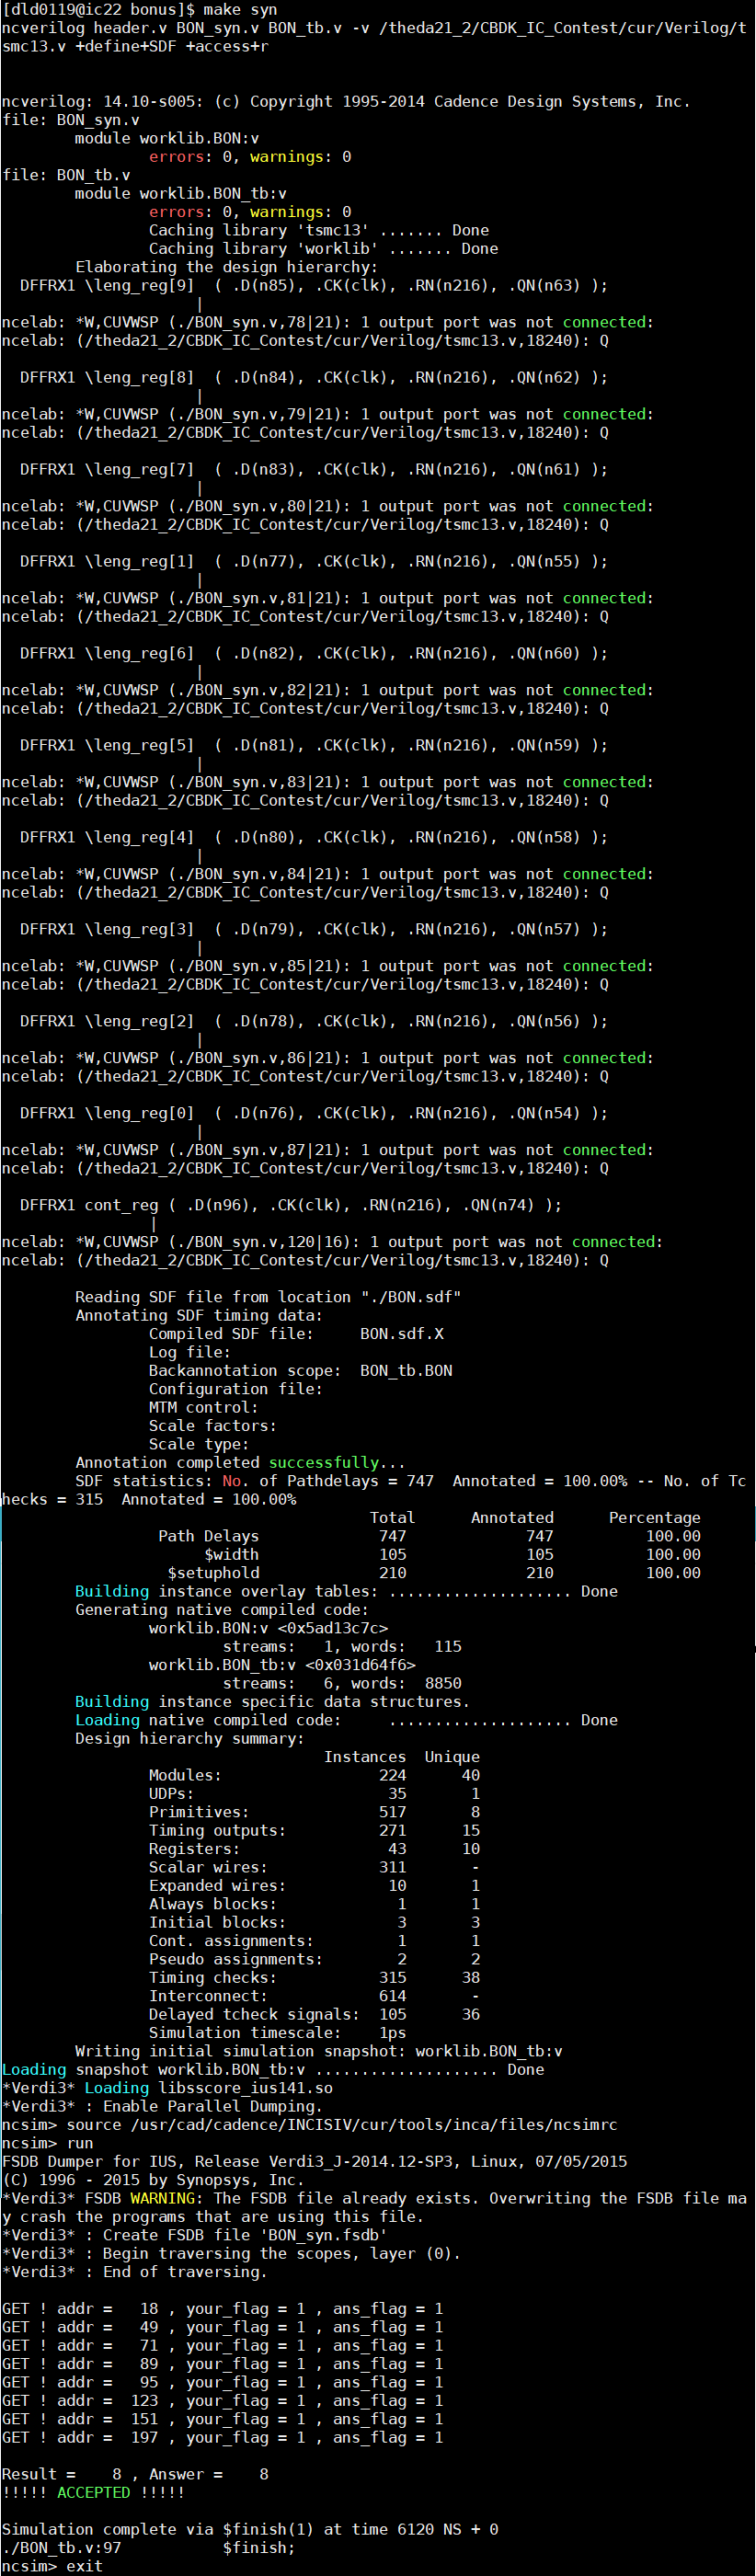 [dld0119@ic22 bonus]$ make syn
ncverilog header.v BON_syn.v BON_tb.v -v /theda21_2/CBDK_IC_Contest/cur/Verilog/t
smc13.v +define+SDF +access+r
ncverilog: 14.10-s005: (c) Copyright 1995-2014 Cadence Design Systems, Inc.
file: BON_syn.v
        module worklib.BON:v
                errors: 0, warnings: 0
file: BON_tb.v
        module worklib.BON_tb:v
                errors: 0, warnings: 0
                Caching library 'tsmc13' ....... Done
                Caching library 'worklib' ....... Done
        Elaborating the design hierarchy:
  DFFRX1 \leng_reg[9]  ( .D(n85), .CK(clk), .RN(n216), .QN(n63) );
                     |
ncelab: *W,CUVWSP (./BON_syn.v,78|21): 1 output port was not connected:
ncelab: (/theda21_2/CBDK_IC_Contest/cur/Verilog/tsmc13.v,18240): Q
  DFFRX1 \leng_reg[8]  ( .D(n84), .CK(clk), .RN(n216), .QN(n62) );
                     |
ncelab: *W,CUVWSP (./BON_syn.v,79|21): 1 output port was not connected:
ncelab: (/theda21_2/CBDK_IC_Contest/cur/Verilog/tsmc13.v,18240): Q
  DFFRX1 \leng_reg[7]  ( .D(n83), .CK(clk), .RN(n216), .QN(n61) );
                     |
ncelab: *W,CUVWSP (./BON_syn.v,80|21): 1 output port was not connected:
ncelab: (/theda21_2/CBDK_IC_Contest/cur/Verilog/tsmc13.v,18240): Q
  DFFRX1 \leng_reg[1]  ( .D(n77), .CK(clk), .RN(n216), .QN(n55) );
                     |
ncelab: *W,CUVWSP (./BON_syn.v,81|21): 1 output port was not connected:
ncelab: (/theda21_2/CBDK_IC_Contest/cur/Verilog/tsmc13.v,18240): Q
  DFFRX1 \leng_reg[6]  ( .D(n82), .CK(clk), .RN(n216), .QN(n60) );
                     |
ncelab: *W,CUVWSP (./BON_syn.v,82|21): 1 output port was not connected:
ncelab: (/theda21_2/CBDK_IC_Contest/cur/Verilog/tsmc13.v,18240): Q
  DFFRX1 \leng_reg[5]  ( .D(n81), .CK(clk), .RN(n216), .QN(n59) );
                     |
ncelab: *W,CUVWSP (./BON_syn.v,83|21): 1 output port was not connected:
ncelab: (/theda21_2/CBDK_IC_Contest/cur/Verilog/tsmc13.v,18240): Q
  DFFRX1 \leng_reg[4]  ( .D(n80), .CK(clk), .RN(n216), .QN(n58) );
                     |
ncelab: *W,CUVWSP (./BON_syn.v,84|21): 1 output port was not connected:
ncelab: (/theda21_2/CBDK_IC_Contest/cur/Verilog/tsmc13.v,18240): Q
  DFFRX1 \leng_reg[3]  ( .D(n79), .CK(clk), .RN(n216), .QN(n57) );
                     |
ncelab: *W,CUVWSP (./BON_syn.v,85|21): 1 output port was not connected:
ncelab: (/theda21_2/CBDK_IC_Contest/cur/Verilog/tsmc13.v,18240): Q
  DFFRX1 \leng_reg[2]  ( .D(n78), .CK(clk), .RN(n216), .QN(n56) );
                     |
ncelab: *W,CUVWSP (./BON_syn.v,86|21): 1 output port was not connected:
ncelab: (/theda21_2/CBDK_IC_Contest/cur/Verilog/tsmc13.v,18240): Q
  DFFRX1 \leng_reg[0]  ( .D(n76), .CK(clk), .RN(n216), .QN(n54) );
                     |
ncelab: *W,CUVWSP (./BON_syn.v,87|21): 1 output port was not connected:
ncelab: (/theda21_2/CBDK_IC_Contest/cur/Verilog/tsmc13.v,18240): Q
  DFFRX1 cont_reg ( .D(n96), .CK(clk), .RN(n216), .QN(n74) );
                |
ncelab: *W,CUVWSP (./BON_syn.v,120|16): 1 output port was not connected:
ncelab: (/theda21_2/CBDK_IC_Contest/cur/Verilog/tsmc13.v,18240): Q
        Reading SDF file from location "./BON.sdf"
        Annotating SDF timing data:
                Compiled SDF file:     BON.sdf.X
                Log file:
                Backannotation scope:  BON_tb.BON
                Configuration file:
                MTM control:
                Scale factors:
                Scale type:
        Annotation completed successfully...
        SDF statistics: No. of Pathdelays = 747  Annotated = 100.00% -- No. of Tc
hecks = 315  Annotated = 100.00%
                                        Total      Annotated      Percentage
                 Path Delays             747             747          100.00
                      $width             105             105          100.00
                  $setuphold             210             210          100.00
        Building instance overlay tables: .................... Done
        Generating native compiled code:
                worklib.BON:v <0x5ad13c7c>
                        streams:   1, words:   115
                worklib.BON_tb:v <0x031d64f6>
                        streams:   6, words:  8850
        Building instance specific data structures.
        Loading native compiled code:     .................... Done
        Design hierarchy summary:
                                   Instances  Unique
                Modules:                 224      40
                UDPs:                     35       1
                Primitives:              517       8
                Timing outputs:          271      15
                Registers:                43      10
                Scalar wires:            311       -
                Expanded wires:           10       1
                Always blocks:             1       1
                Initial blocks:            3       3
                Cont. assignments:         1       1
                Pseudo assignments:        2       2
                Timing checks:           315      38
                Interconnect:            614       -
                Delayed tcheck signals:  105      36
                Simulation timescale:    1ps
        Writing initial simulation snapshot: worklib.BON_tb:v
Loading snapshot worklib.BON_tb:v .................... Done
*Verdi3* Loading libsscore_ius141.so
*Verdi3* : Enable Parallel Dumping.
ncsim> source /usr/cad/cadence/INCISIV/cur/tools/inca/files/ncsimrc
ncsim> run
FSDB Dumper for IUS, Release Verdi3_J-2014.12-SP3, Linux, 07/05/2015
(C) 1996 - 2015 by Synopsys, Inc.
*Verdi3* FSDB WARNING: The FSDB file already exists. Overwriting the FSDB file ma
y crash the programs that are using this file.
*Verdi3* : Create FSDB file 'BON_syn.fsdb'
*Verdi3* : Begin traversing the scopes, layer (0).
*Verdi3* : End of traversing.
GET ! addr =   18 , your_flag = 1 , ans_flag = 1
GET ! addr =   49 , your_flag = 1 , ans_flag = 1
GET ! addr =   71 , your_flag = 1 , ans_flag = 1
GET ! addr =   89 , your_flag = 1 , ans_flag = 1
GET ! addr =   95 , your_flag = 1 , ans_flag = 1
GET ! addr =  123 , your_flag = 1 , ans_flag = 1
GET ! addr =  151 , your_flag = 1 , ans_flag = 1
GET ! addr =  197 , your_flag = 1 , ans_flag = 1
Result =    8 , Answer =    8
!!!!! ACCEPTED !!!!!
Simulation complete via $finish(1) at time 6120 NS + 0
./BON_tb.v:97           $finish;
ncsim> exit